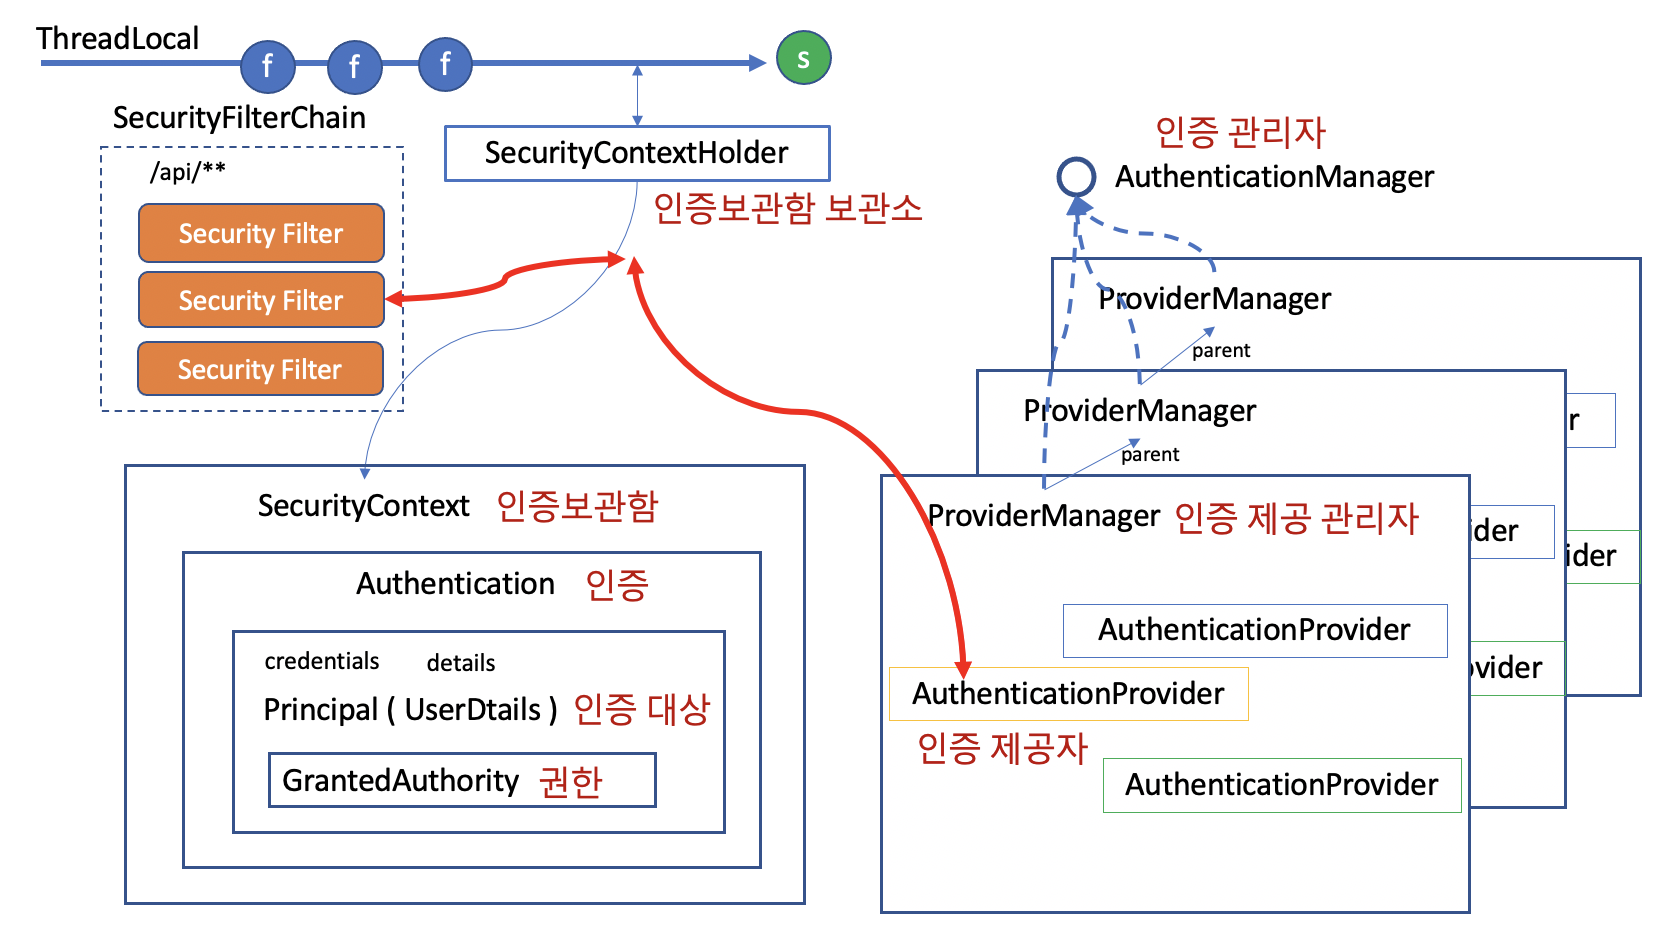 ThreadLocal
f
f
f
s
SecurityFilterChain
/api/**
Security Filter
Security Filter
Security Filter
SecurityContextHolder
인증보관함 보관소
SecurityContext 인증보관함
Authentication 인증
credentials details
Principal ( UserDtails ) 인증 대상
GrantedAuthority 권한
인증 관리자
AuthenticationManager
ProviderManager
parent
r
ProviderManager
parent
ider
ider
vider
ProviderManager 인증 제공 관리자
AuthenticationProvider
AuthenticationProvider
인증 제공자
AuthenticationProvider